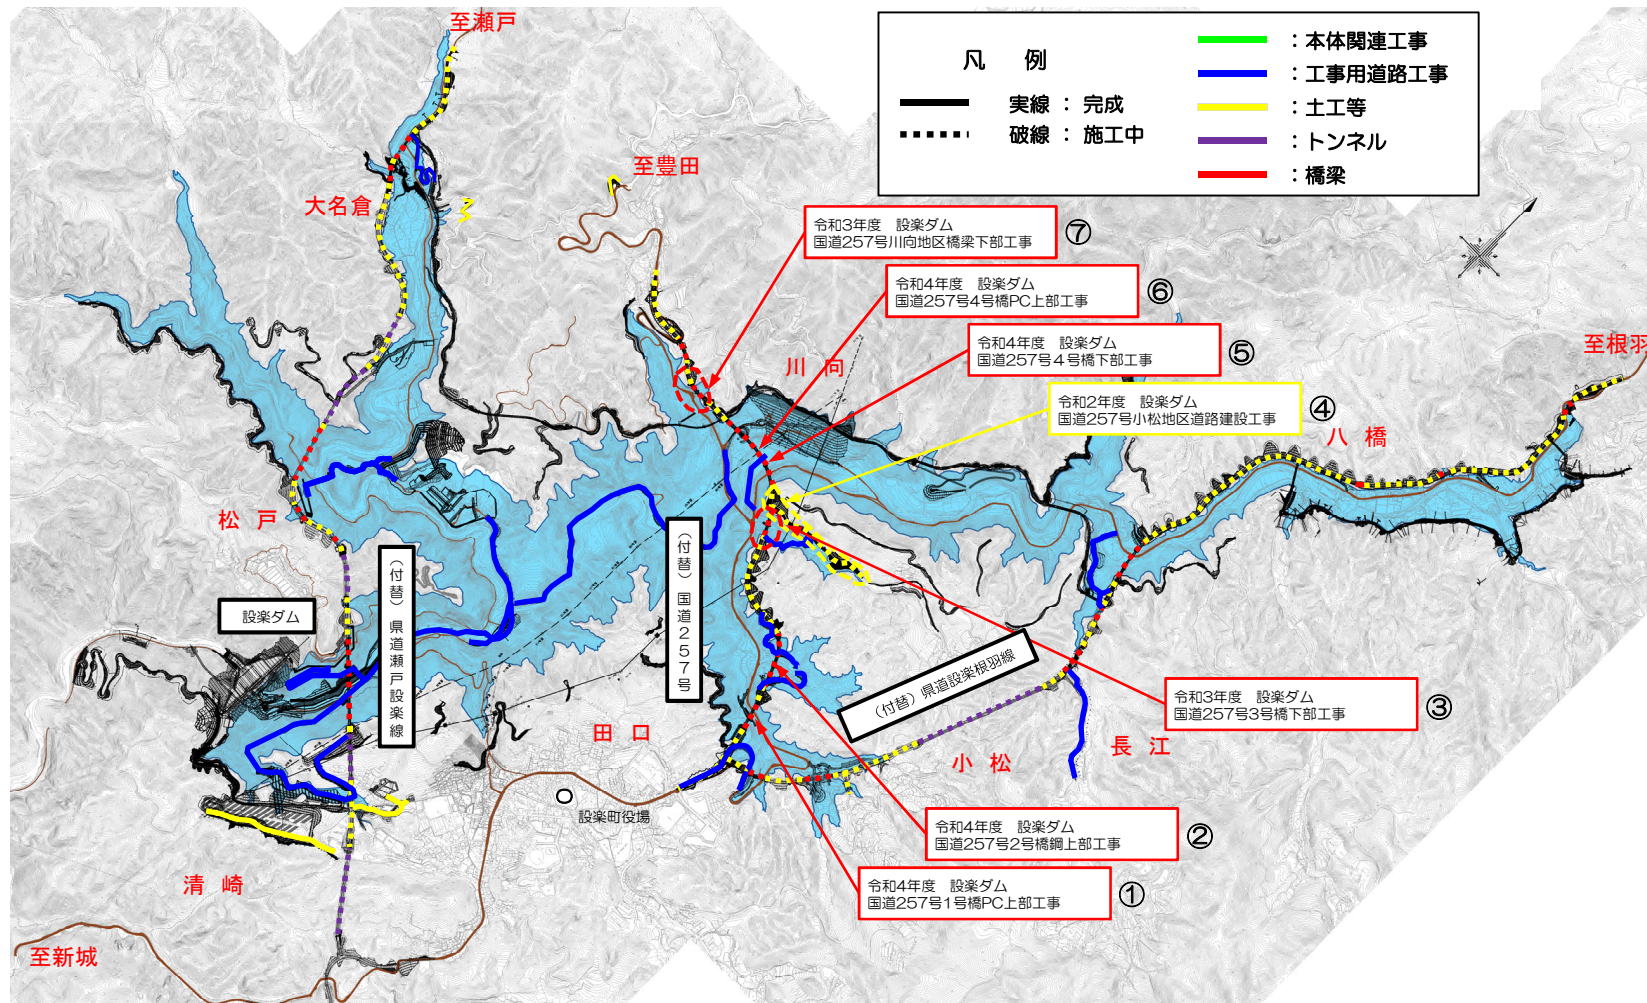 至瀬戸
凡 例
実線 : 完成
破線 : 施工中
: 本体関連工事
: 工事用道路工事
: 土工等
: トンネル
: 橋梁
至豊田
大名倉
令和3年度 設楽ダム
国道257号川向地区橋梁下部工事
⑦
令和4年度 設楽ダム
国道257号4号橋PC上部工事
⑥
令和4年度 設楽ダム
国道257号4号橋下部工事
⑤
川 向
至根羽
令和2年度 設楽ダム
国道257号小松地区道路建設工事
④
八 橋
松 戸
(付替)県道瀬戸設楽線
(付替)国道257号
設楽ダム
(付替)県道設楽根羽線
令和3年度 設楽ダム
国道257号3号橋下部工事
③
田 口
小 松
長 江
設楽町役場
令和4年度 設楽ダム
国道257号2号橋鋼上部工事
②
令和4年度 設楽ダム
国道257号1号橋PC上部工事
①
清 崎
至新城